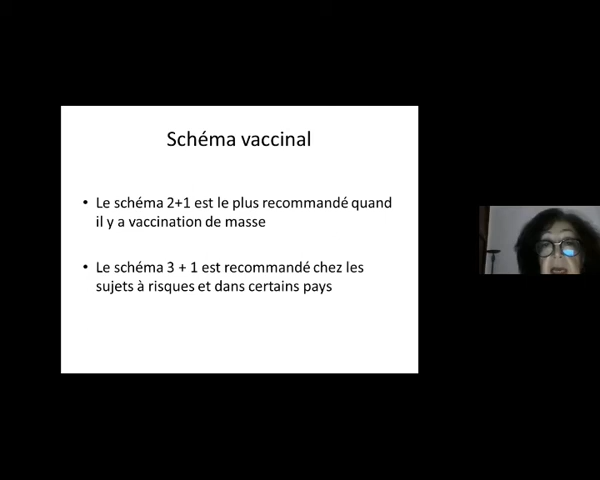 Schéma vaccinal
• Le schéma 2+1 est le plus recommandé quand
il y a vaccination de masse
• Le schéma 3 + 1 est recommandé chez les
sujets à risques et dans certains pays